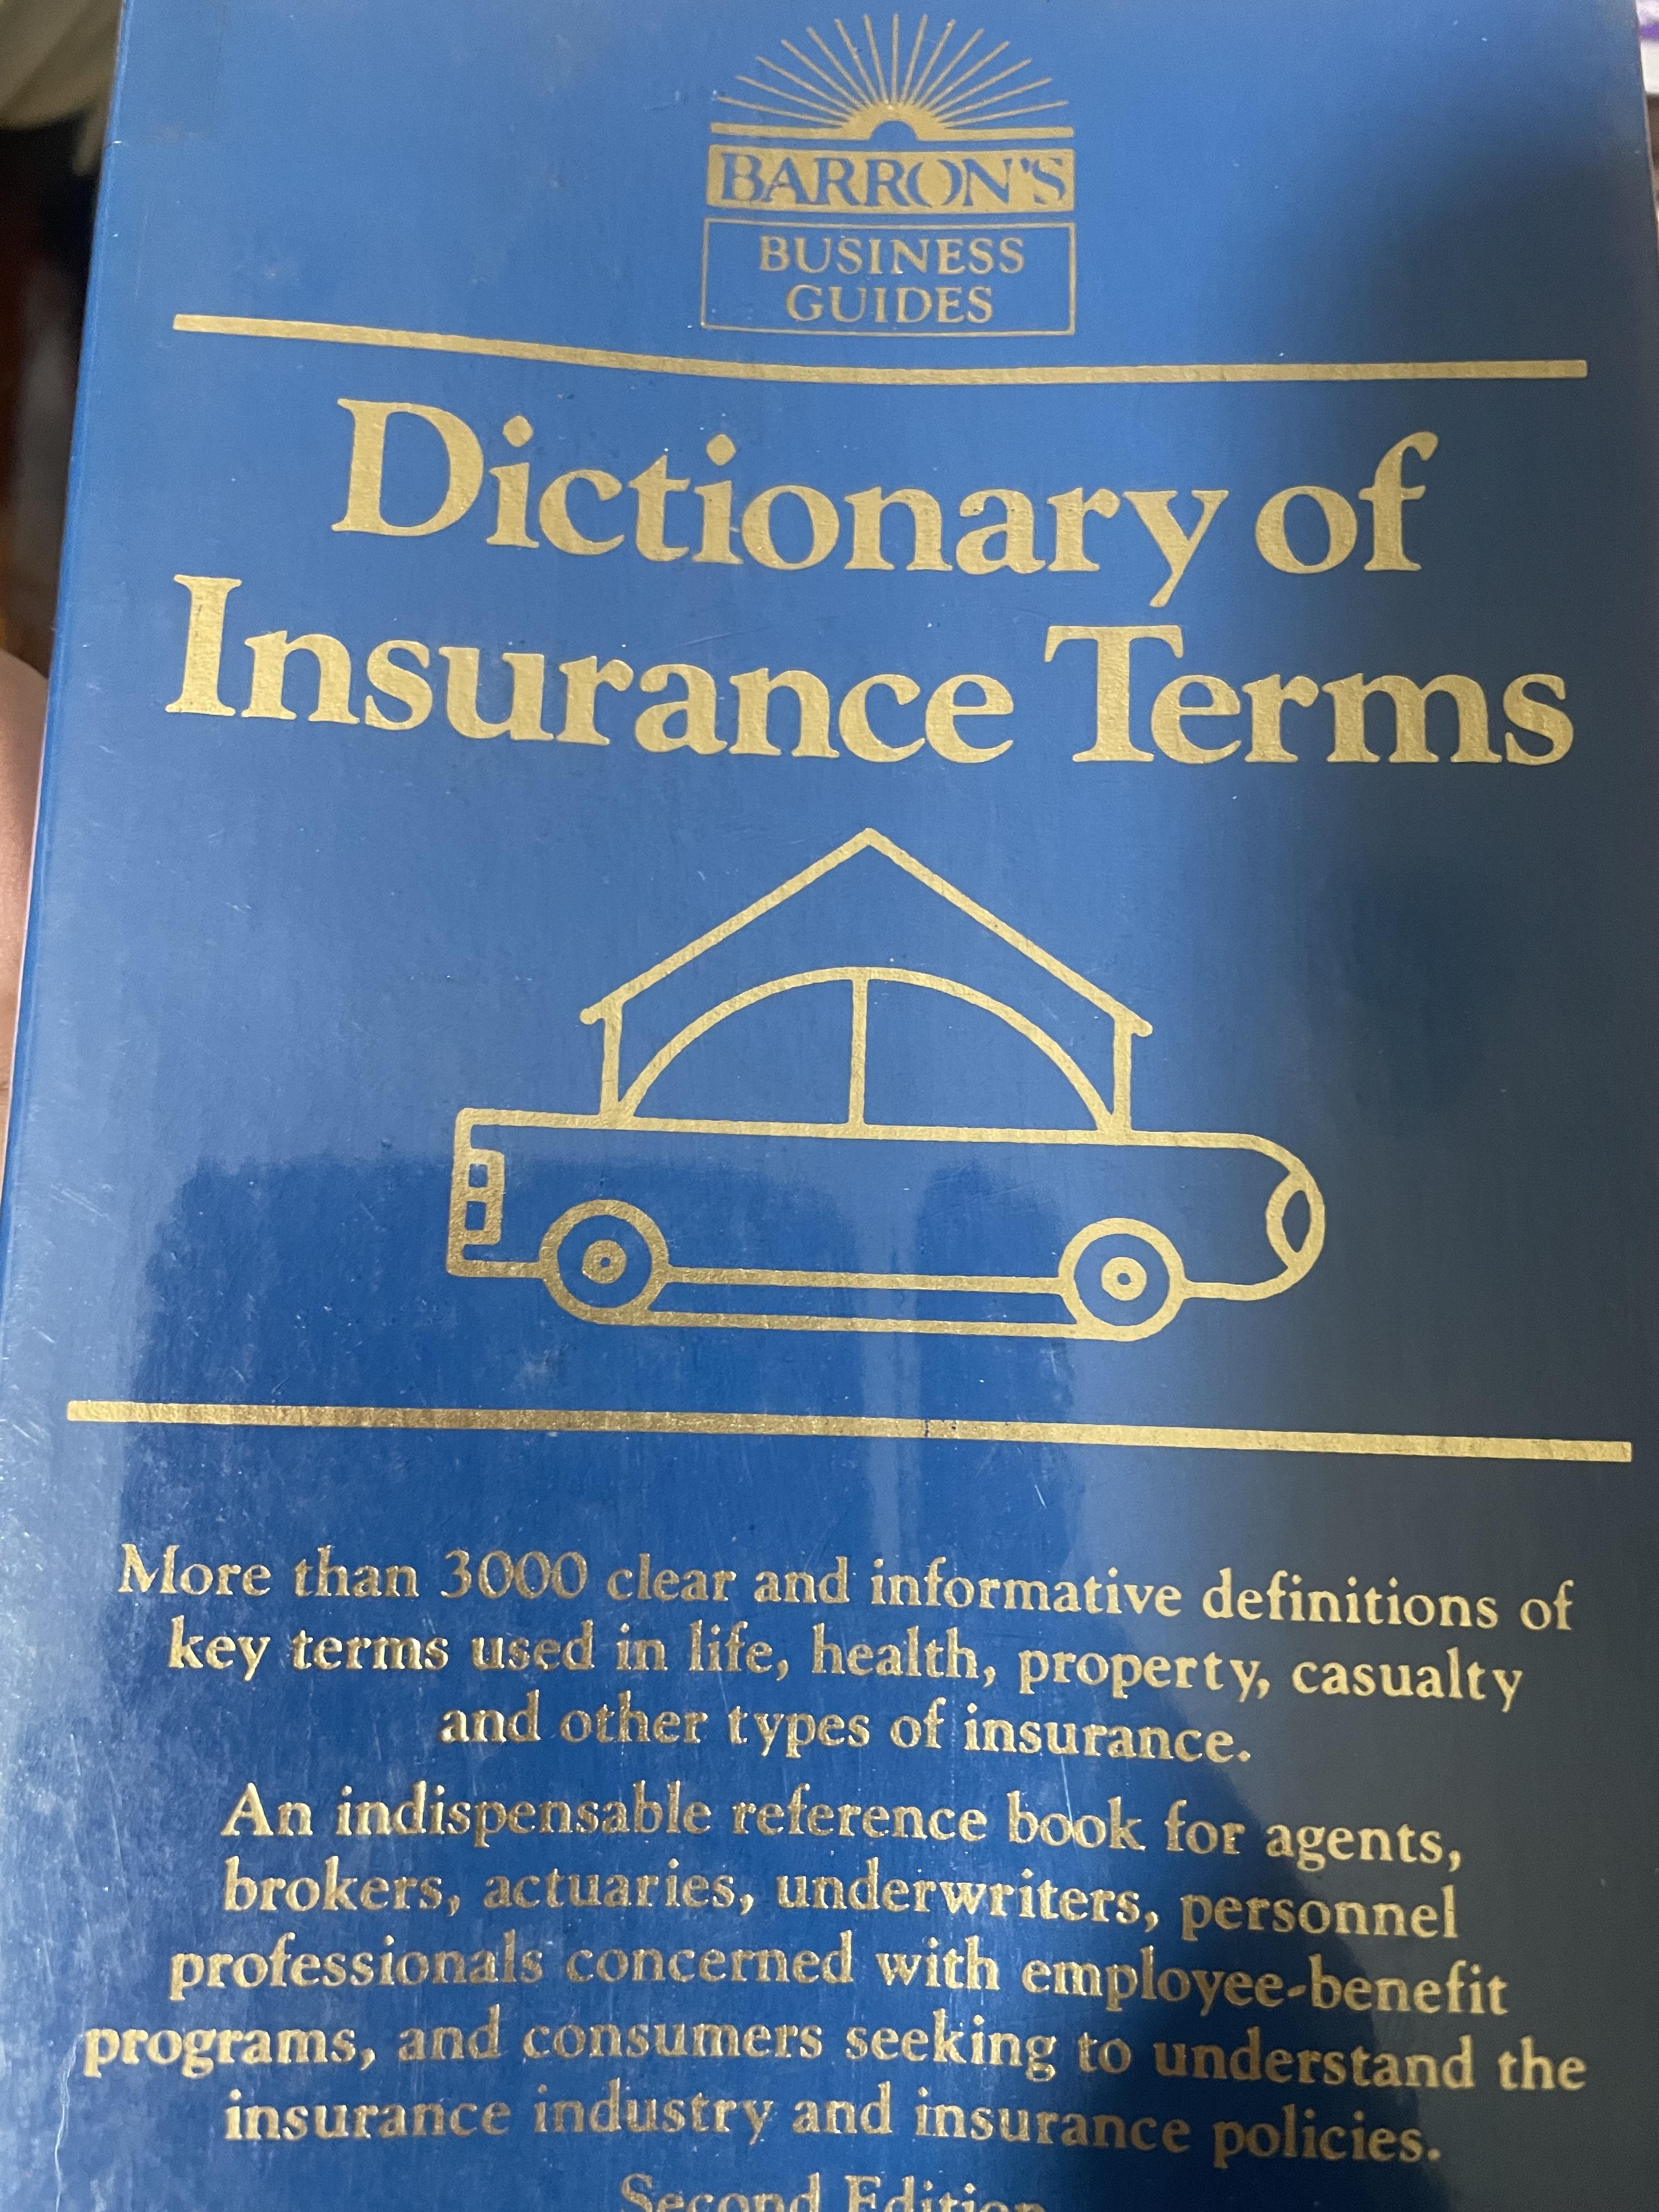 BARRON'S
BUSINESS
GUIDES
Dictionary of
Insurance Terms
More than 3000 clear and informative definitions of
key terms used in life, health, property, casualty
and other types of insurance.
An indispensable reference book for agents,
brokers, actuaries, underwriters, personnel
professionals concerned with employee-benefit
programs, and consumers seeking to understand the
insurance industry and insurance policies.
Second Edition